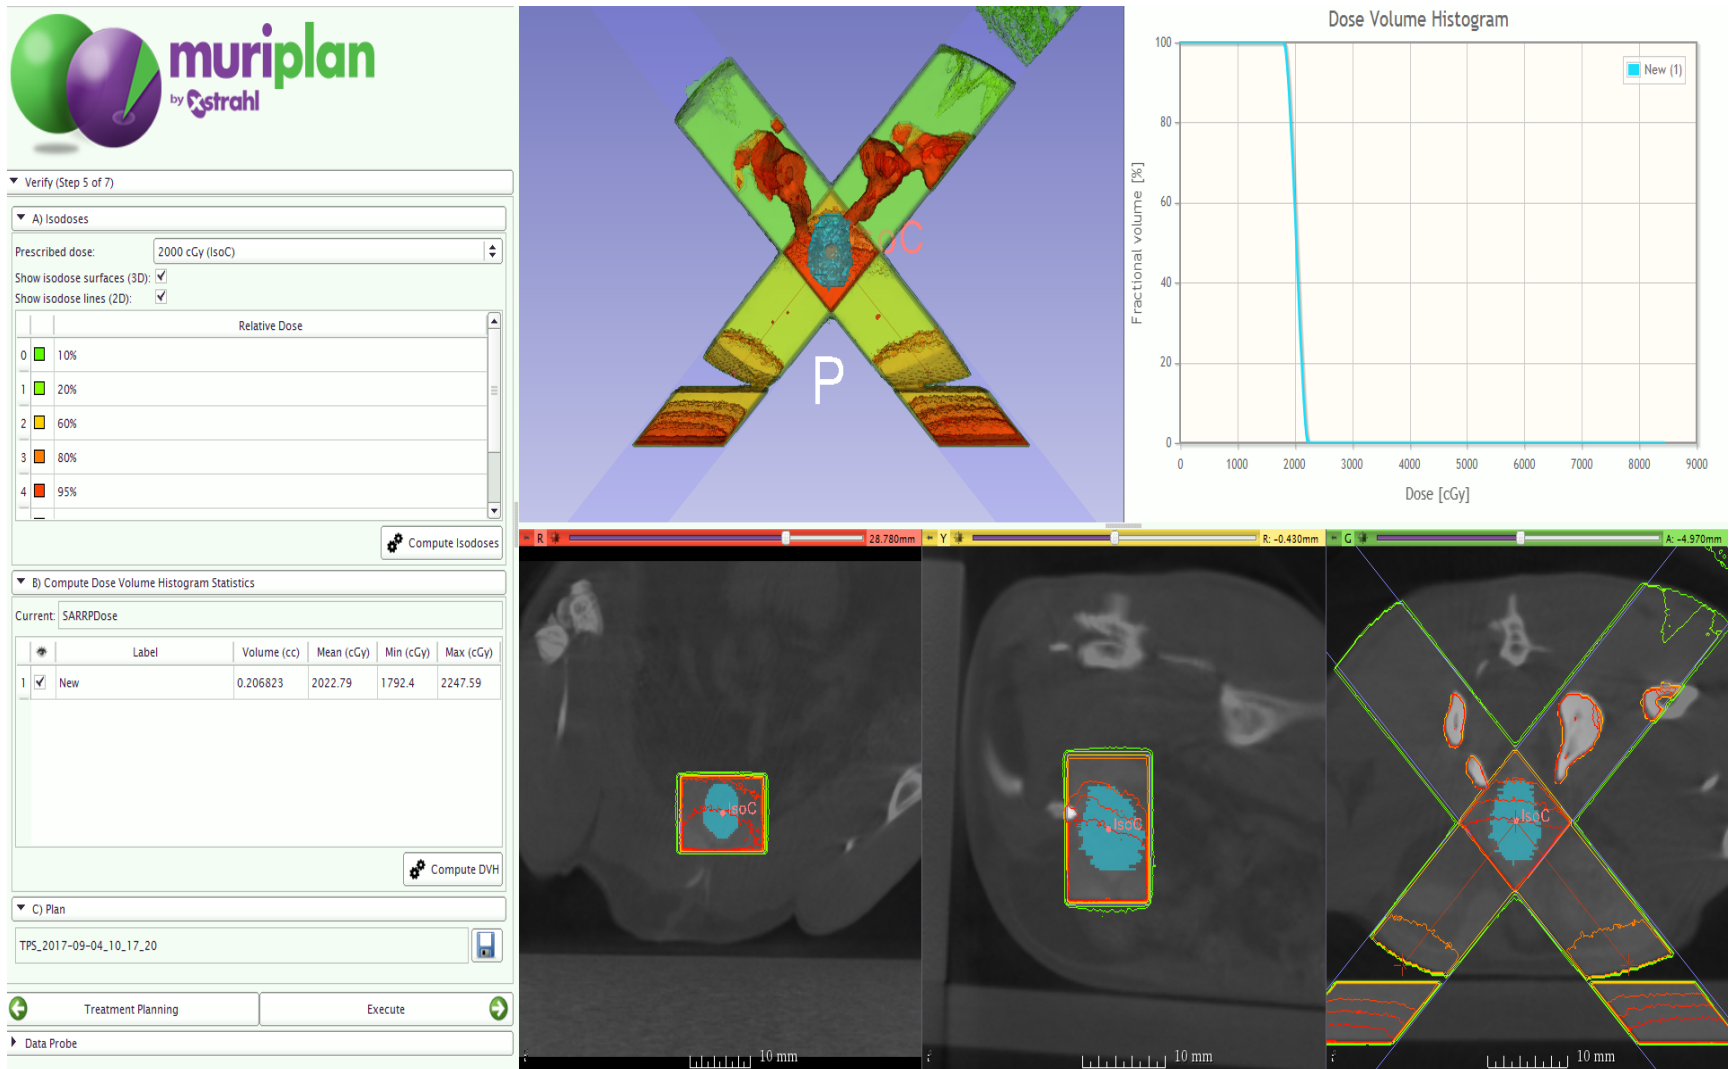 muriplan
by xstrahl
Verify (Step 5 of 7)
A) Isodoses
Prescribed dose: 2000 cGy (IsoC)
Show isodose surfaces (3D):
Show isodose lines (2D):
Relative Dose
0 10%
1 20%
2 60%
3 80%
4 95%
Compute Isodoses
B) Compute Dose Volume Histogram Statistics
Current: SARRPDose
Label Volume (cc) Mean (cGy) Min (cGy) Max (cGy)
1 New 0.206823 2022.79 1792.4 2247.59
Compute DVH
C) Plan
TPS_2017-09-04_10_17_20
Treatment Planning Execute
Data Probe
oC
P
Dose Volume Histogram
New (1)
Fractional volume [%]
100
80
60
40
20
0
0 1000 2000 3000 4000 5000 6000 7000 8000 9000
Dose [cGy]
R 28.780mm
Y R: -0.430mm
G A: -4.970mm
IsoC
IsoC
IsoC
10 mm
10 mm
10 mm